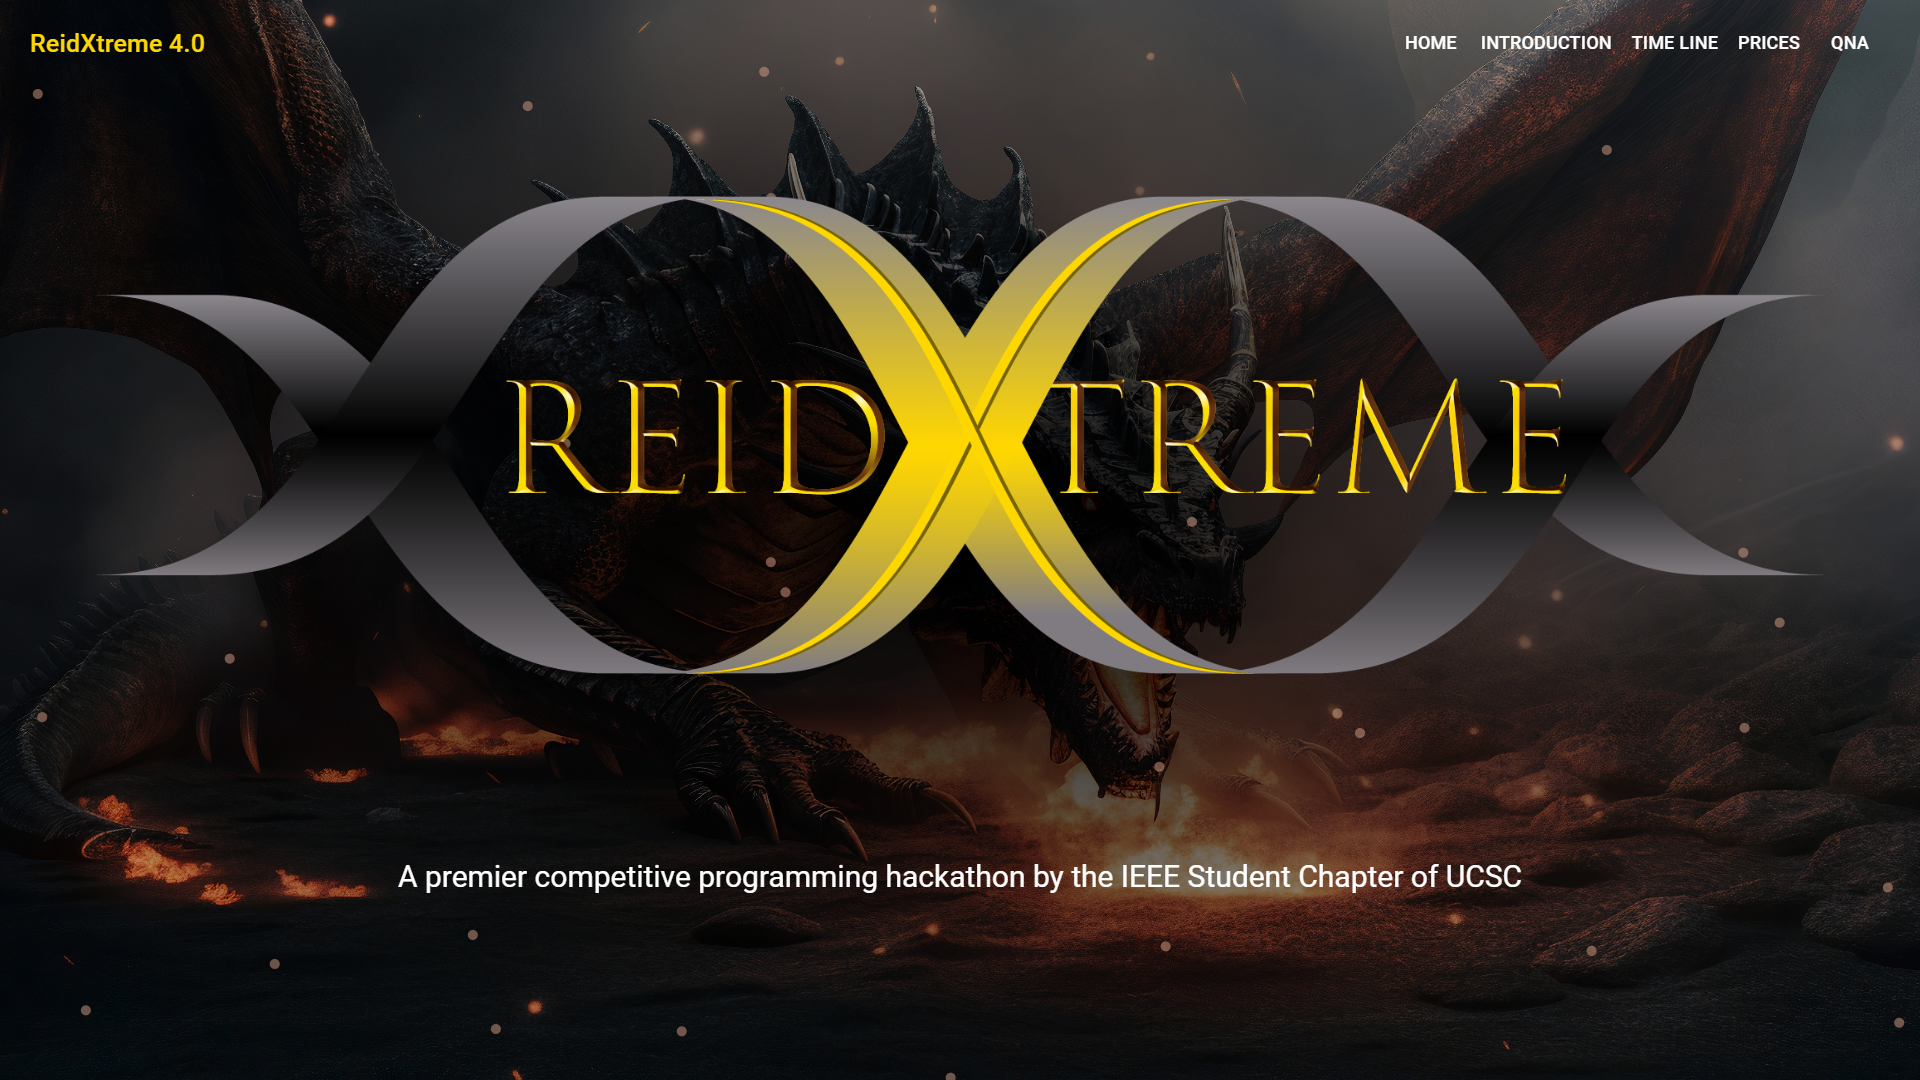 ReidXtreme 4.0
HOME INTRODUCTION TIME LINE PRICES QNA
REIDXTREME
A premier competitive programming hackathon by the IEEE Student Chapter of UCSC